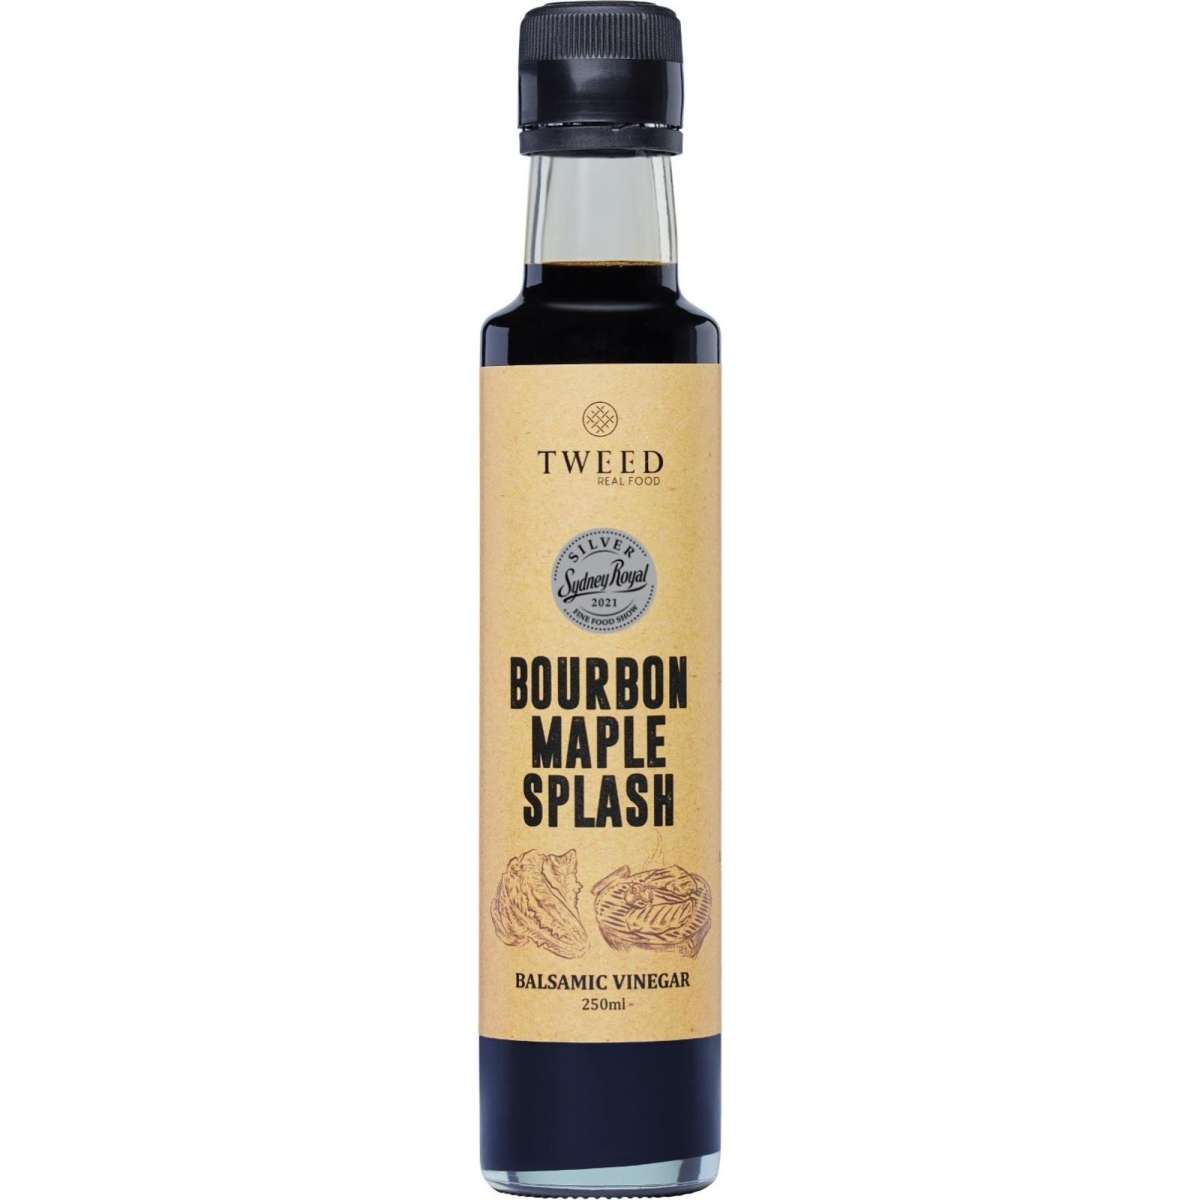 TWEED
REAL FOOD
SILVER
Sydney Royal
2021
FINE FOOD SHOW
BOURBON
MAPLE
SPLASH
BALSAMIC VINEGAR
250ml